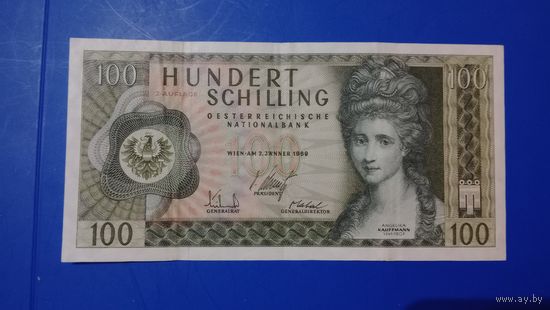 100
HUNDERT
SCHILLING
2. AUFLAGE
OESTERREICHISCHE
NATIONALBANK
WIEN·AM 2. JÄNNER 1969
100
PRÄSIDENT
GENERALRAT
GENERALDIREKTOR
100
ANGELIKA
KAUFFMANN
100
100
www.ay.by